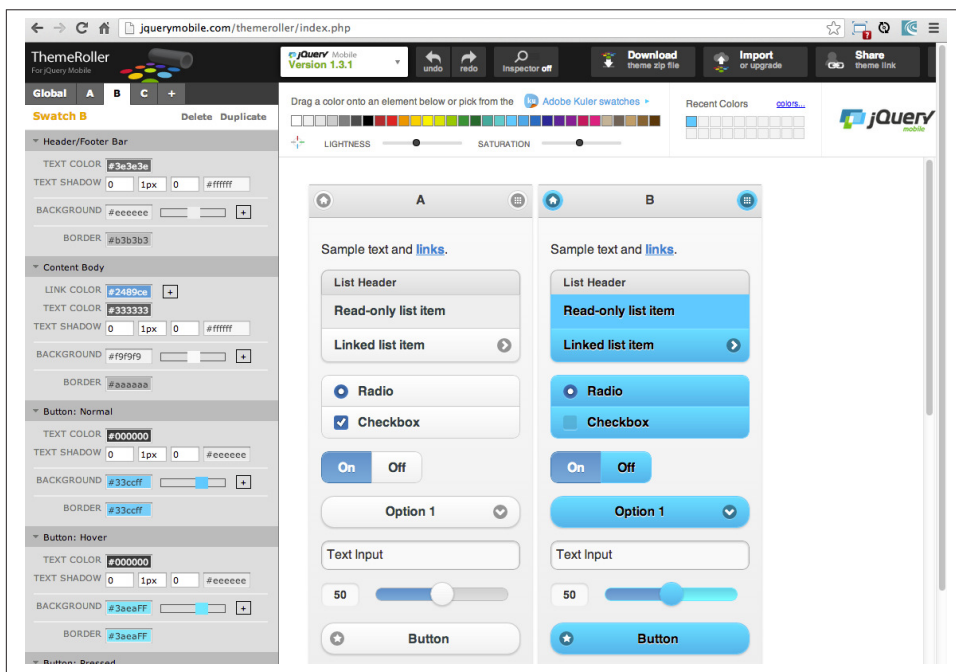 jquerymobile.com/themeroller/index.php
ThemeRoller
For jQuery Mobile
jQuery Mobile
Version 1.3.1
undo
redo
Inspector off
Download
theme zip file
Import
or upgrade
Share
theme link
Global A B C +
Swatch B
Delete Duplicate
Header/Footer Bar
TEXT COLOR #3e3e3e
TEXT SHADOW 0 1px 0 #ffffff
BACKGROUND #eeeeee +
BORDER #b3b3b3
Content Body
LINK COLOR #2489ce +
TEXT COLOR #333333
TEXT SHADOW 0 1px 0 #ffffff
BACKGROUND #f9f9f9 +
BORDER #aaaaaa
Button: Normal
TEXT COLOR #000000
TEXT SHADOW 0 1px 0 #eeeeee
BACKGROUND #33ccff +
BORDER #33ccff
Button: Hover
TEXT COLOR #000000
TEXT SHADOW 0 1px 0 #eeeeee
BACKGROUND #3aeaFF +
BORDER #3aeaFF
Button: Pressed
Drag a color onto an element below or pick from the ku Adobe Kuler swatches
LIGHTNESS
SATURATION
Recent Colors
colors...
jQuery
mobile
A
Sample text and links.
List Header
Read-only list item
Linked list item
Radio
Checkbox
On Off
Option 1
Text Input
50
Button
B
Sample text and links.
List Header
Read-only list item
Linked list item
Radio
Checkbox
On Off
Option 1
Text Input
50
Button